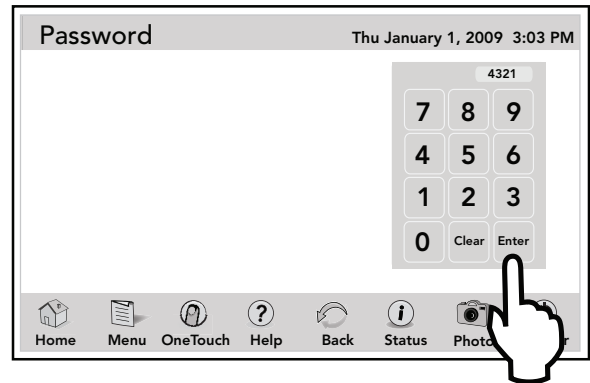 Password Thu January 1, 2009 3:03 PM
4321
7 8 9
4 5 6
1 2 3
0 Clear Enter
Home Menu OneTouch Help Back Status